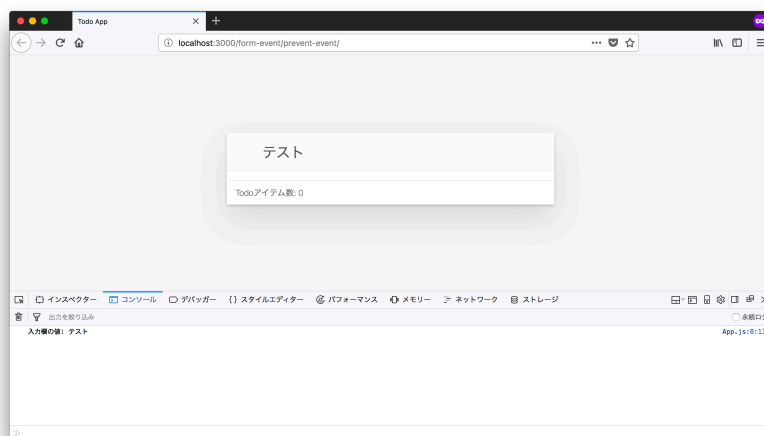 Todo App
localhost:3000/form-event/prevent-event/
テスト
Todoアイテム数: 0
インスペクター コンソール デバッガー {} スタイルエディター パフォーマンス メモリー ネットワーク ストレージ
出力を絞り込み 永続ログ
入力欄の値: テスト App.js:8:13